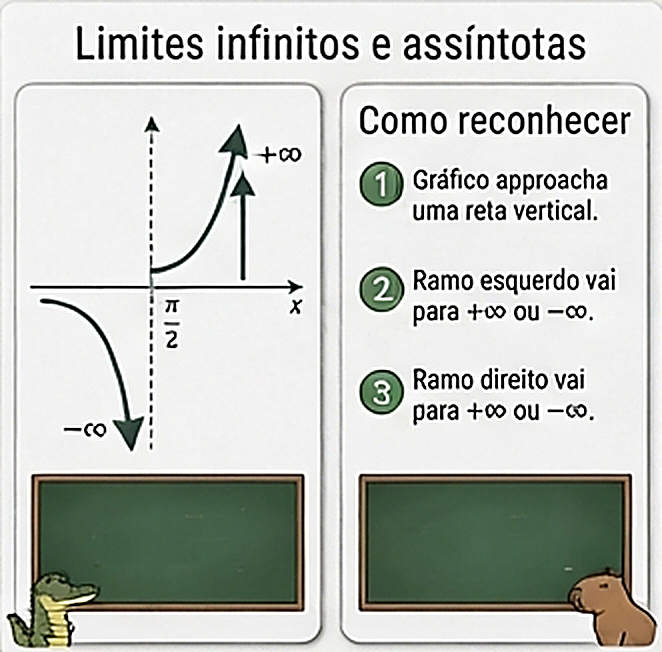 Limites infinitos e assíntotas
+∞
π
2
x
−∞
Como reconhecer
1 Gráfico approacha
uma reta vertical.
2 Ramo esquerdo vai
para +∞ ou −∞.
3 Ramo direito vai
para +∞ ou −∞.